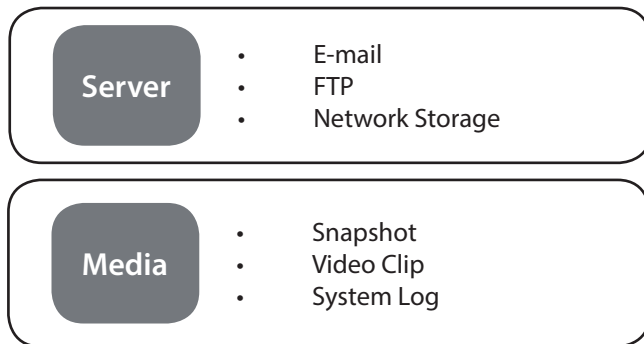 Server
• E-mail
• FTP
• Network Storage
Media
• Snapshot
• Video Clip
• System Log